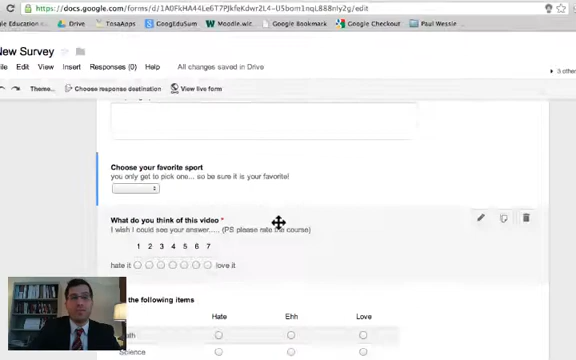 https://docs.google.com/forms/d/
/edit
Drive TosaApps GoogEduSum Moodle.wi... Google Bookmark Google Checkout Paul Wessie
New Survey
File Edit View Insert Responses (0) Help All changes saved in Drive
3 other
Theme... Choose response destination View live form
Choose your favorite sport
you only get to pick one... so be sure it is your favorite!
What do you think of this video *
I wish I could see your answer..... (PS please rate the course)
1 2 3 4 5 6 7
hate it love it
the following items
Hate Ehh Love
Science